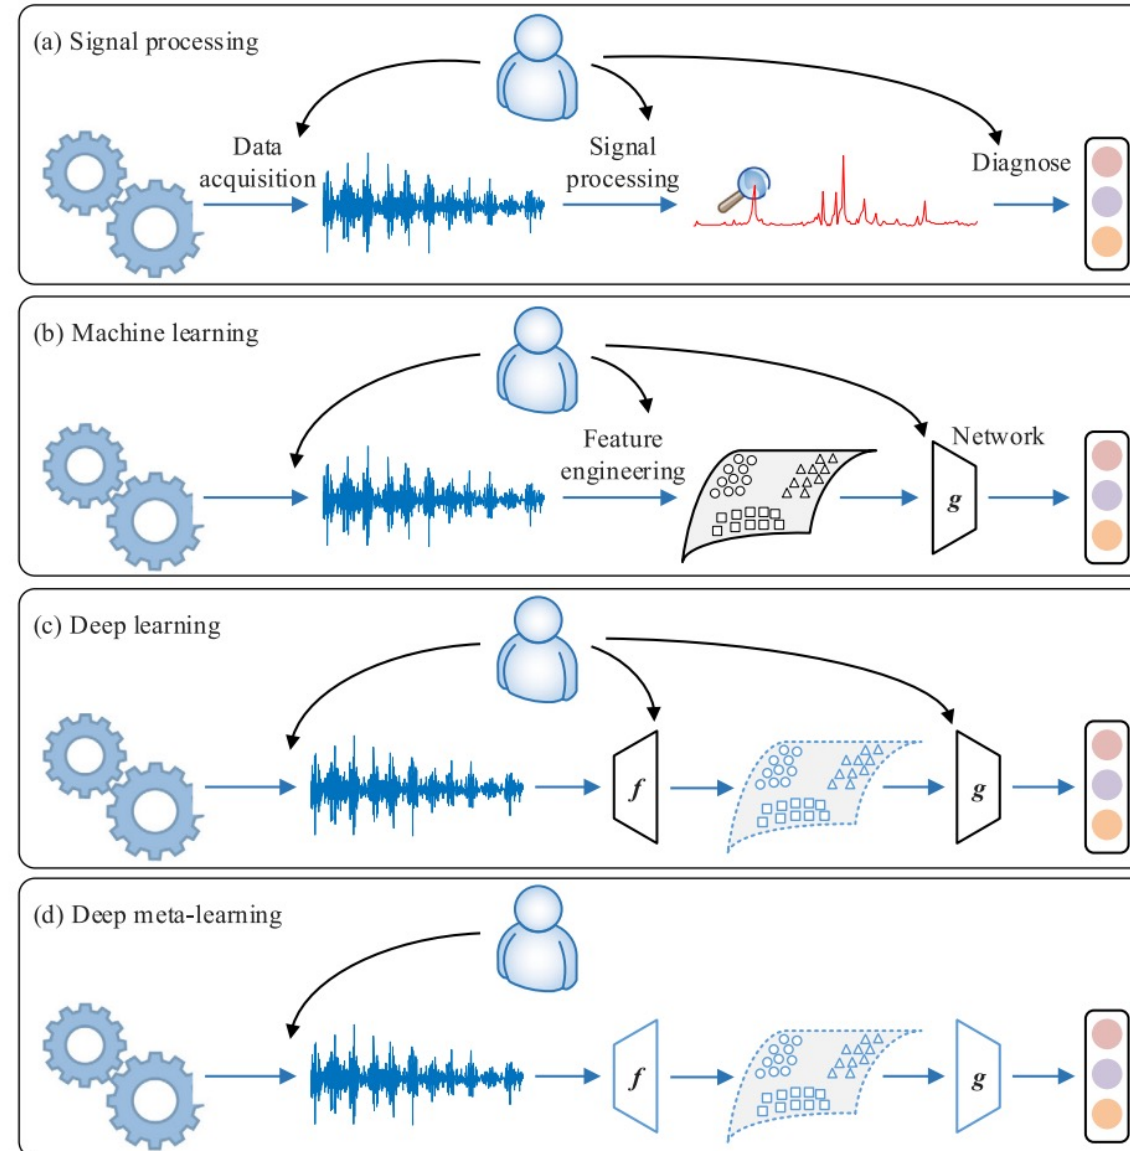 (a) Signal processing
Data
acquisition
Signal
processing
Diagnose
(b) Machine learning
Feature
engineering
Network
g
(c) Deep learning
f
g
(d) Deep meta-learning
f
g